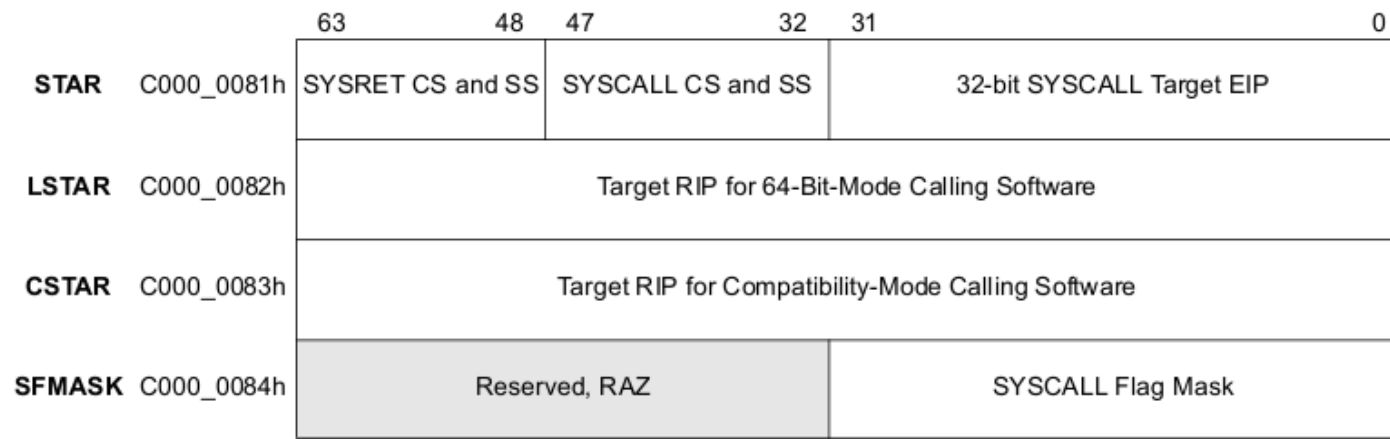 63 48 47 32 31 0
STAR C000_0081h SYSRET CS and SS SYSCALL CS and SS 32-bit SYSCALL Target EIP
LSTAR C000_0082h Target RIP for 64-Bit-Mode Calling Software
CSTAR C000_0083h Target RIP for Compatibility-Mode Calling Software
SFMASK C000_0084h Reserved, RAZ SYSCALL Flag Mask